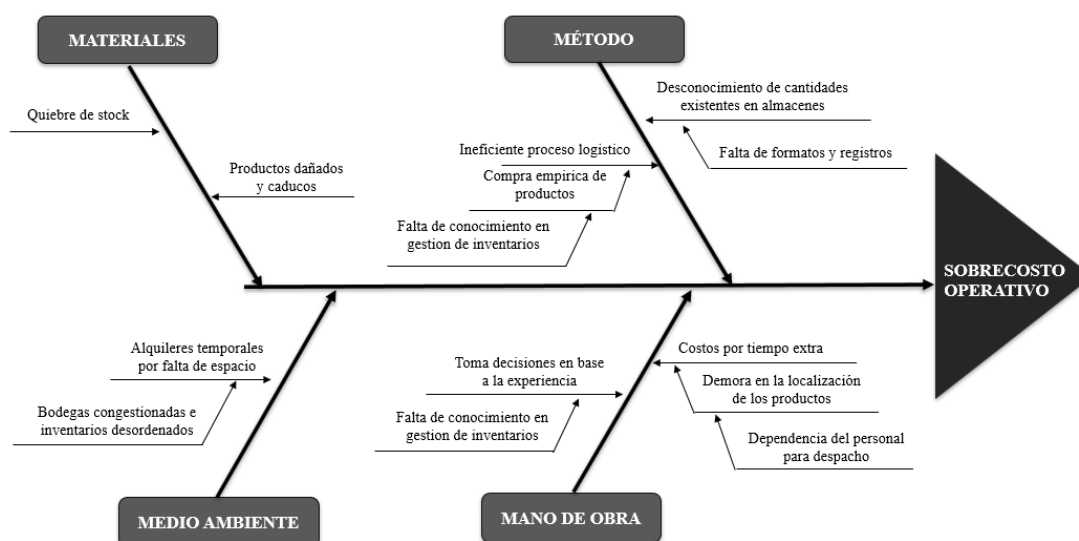 MATERIALES
MÉTODO
Quiebre de stock
Productos dañados
y caducos
Desconocimiento de cantidades
existentes en almacenes
Falta de formatos y registros
Ineficiente proceso logistico
Compra empirica de
productos
Falta de conocimiento en
gestion de inventarios
SOBRECOSTO
OPERATIVO
Alquileres temporales
por falta de espacio
Bodegas congestionadas e
inventarios desordenados
Toma decisiones en base
a la experiencia
Falta de conocimiento en
gestion de inventarios
Costos por tiempo extra
Demora en la localización
de los productos
Dependencia del personal
para despacho
MEDIO AMBIENTE
MANO DE OBRA